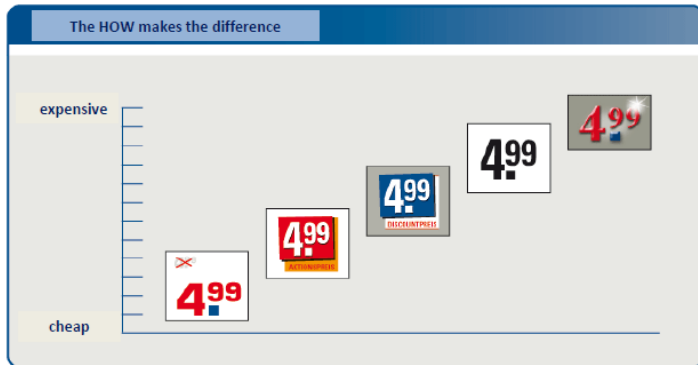 The HOW makes the difference
expensive
4.99
4.99
4.99
DISCOUNTPREIS
4.99
AKTIONSPREIS
4.99
cheap